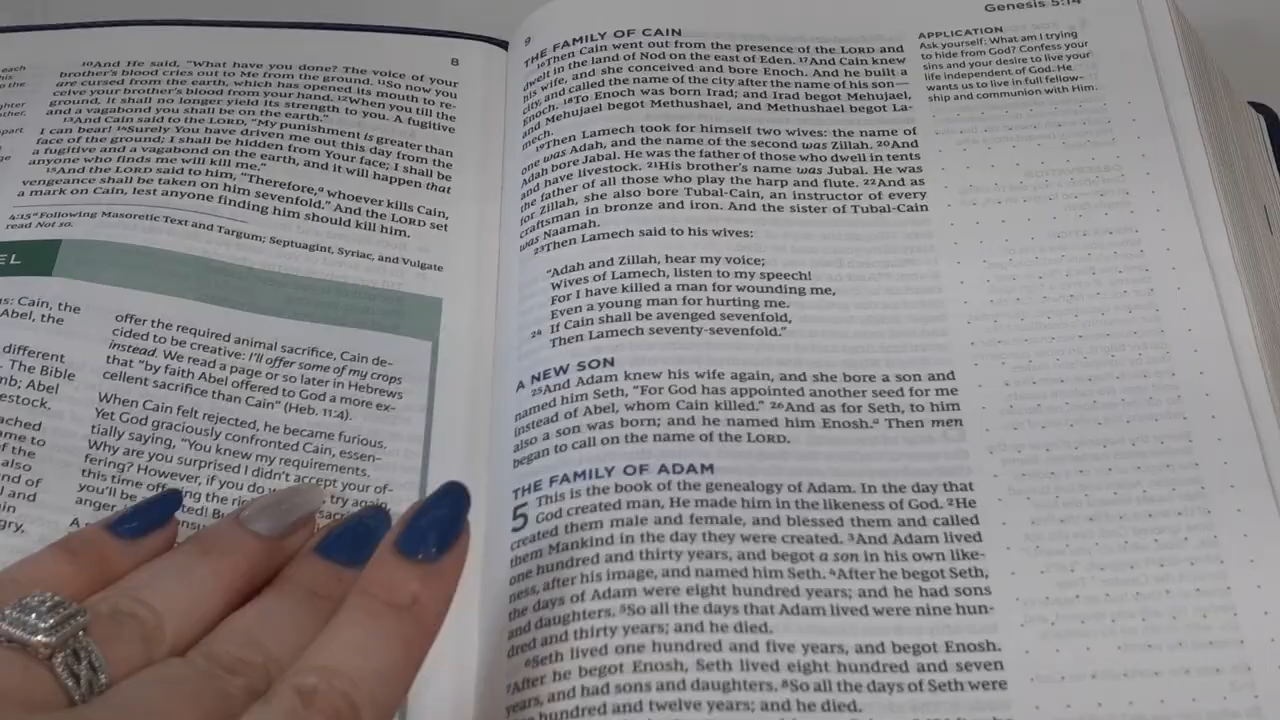 8
each
10And He said, "What have you done? The voice of your
brother's blood cries out to Me from the ground. 11So now you
are cursed from the earth, which has opened its mouth to re-
ceive your brother's blood from your hand. 12When you till the
ground, it shall no longer yield its strength to you. A fugitive
and a vagabond you shall be on the earth."
13And Cain said to the LORD, "My punishment is greater than
I can bear! 14Surely You have driven me out this day from the
face of the ground; I shall be hidden from Your face; I shall be
a fugitive and a vagabond on the earth, and it will happen that
anyone who finds me will kill me."
15And the LORD said to him, "Therefore,a whoever kills Cain,
vengeance shall be taken on him sevenfold." And the LORD set
a mark on Cain, lest anyone finding him should kill him.
4:15 a Following Masoretic Text and Targum; Septuagint, Syriac, and Vulgate
read Not so.
EL
s: Cain, the
Abel, the
different
. The Bible
mb; Abel
estock.
offer the required animal sacrifice, Cain de-
cided to be creative: I'll offer some of my crops
instead. We read a page or so later in Hebrews
that "by faith Abel offered to God a more ex-
cellent sacrifice than Cain" (Heb. 11:4).
When Cain felt rejected, he became furious.
Yet God graciously confronted Cain, essen-
tially saying, "You knew my requirements.
Why are you surprised I didn't accept your of-
fering? However, if you do try again,
this time the
you'll be
anger,
9
Genesis 5:14
THE FAMILY OF CAIN
16Then Cain went out from the presence of the LORD and
dwelt in the land of Nod on the east of Eden. 17And Cain knew
his wife, and she conceived and bore Enoch. And he built a
city, and called the name of the city after the name of his son—
Enoch. 18To Enoch was born Irad; and Irad begot Mehujael,
and Mehujael begot Methushael, and Methushael begot La-
mech.
19Then Lamech took for himself two wives: the name of
one was Adah, and the name of the second was Zillah. 20And
Adah bore Jabal. He was the father of those who dwell in tents
and have livestock. 21His brother's name was Jubal. He was
the father of all those who play the harp and flute. 22And as
for Zillah, she also bore Tubal-Cain, an instructor of every
craftsman in bronze and iron. And the sister of Tubal-Cain
was Naamah.
23Then Lamech said to his wives:
"Adah and Zillah, hear my voice;
Wives of Lamech, listen to my speech!
For I have killed a man for wounding me,
Even a young man for hurting me.
24 If Cain shall be avenged sevenfold,
Then Lamech seventy-sevenfold."
A NEW SON
25And Adam knew his wife again, and she bore a son and
named him Seth, "For God has appointed another seed for me
instead of Abel, whom Cain killed." 26And as for Seth, to him
also a son was born; and he named him Enosh.a Then men
began to call on the name of the LORD.
THE FAMILY OF ADAM
5 This is the book of the genealogy of Adam. In the day that
God created man, He made him in the likeness of God. 2He
created them male and female, and blessed them and called
them Mankind in the day they were created. 3And Adam lived
one hundred and thirty years, and begot a son in his own like-
ness, after his image, and named him Seth. 4After he begot Seth,
the days of Adam were eight hundred years; and he had sons
and daughters. 5So all the days that Adam lived were nine hun-
dred and thirty years; and he died.
6Seth lived one hundred and five years, and begot Enosh.
7After he begot Enosh, Seth lived eight hundred and seven
years, and had sons and daughters. 8So all the days of Seth were
hundred and twelve years; and he died.
APPLICATION
Ask yourself: What am I trying
to hide from God? Confess your
sins and your desire to live your
life independent of God. He
wants us to live in full fellow-
ship and communion with Him.